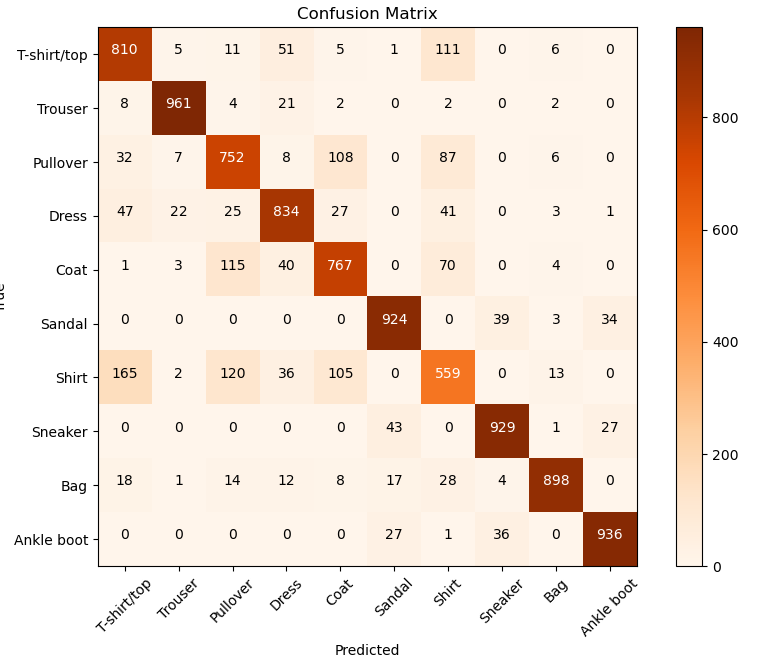 Confusion Matrix
T-shirt/top 810 5 11 51 5 1 111 0 6 0
Trouser 8 961 4 21 2 0 2 0 2 0
Pullover 32 7 752 8 108 0 87 0 6 0
Dress 47 22 25 834 27 0 41 0 3 1
Coat 1 3 115 40 767 0 70 0 4 0
Sandal 0 0 0 0 0 924 0 39 3 34
Shirt 165 2 120 36 105 0 559 0 13 0
Sneaker 0 0 0 0 0 43 0 929 1 27
Bag 18 1 14 12 8 17 28 4 898 0
Ankle boot 0 0 0 0 0 27 1 36 0 936
T-shirt/top Trouser Pullover Dress Coat Sandal Shirt Sneaker Bag Ankle boot
Predicted
800
600
400
200
0